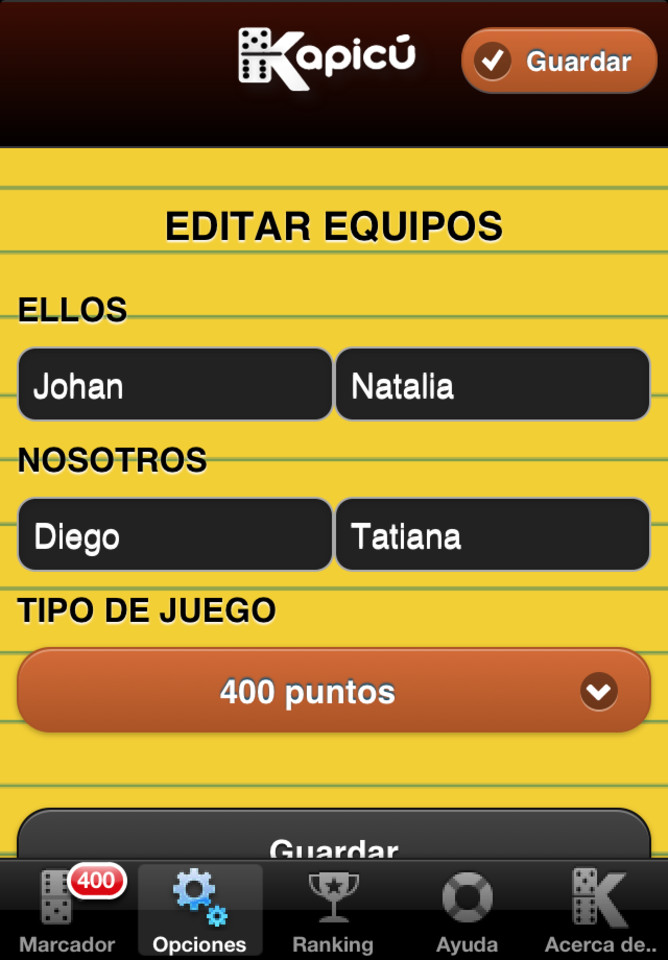 Kapicú
Guardar
EDITAR EQUIPOS
ELLOS
Johan Natalia
NOSOTROS
Diego Tatiana
TIPO DE JUEGO
400 puntos
Guardar
400
Marcador Opciones Ranking Ayuda Acerca de..